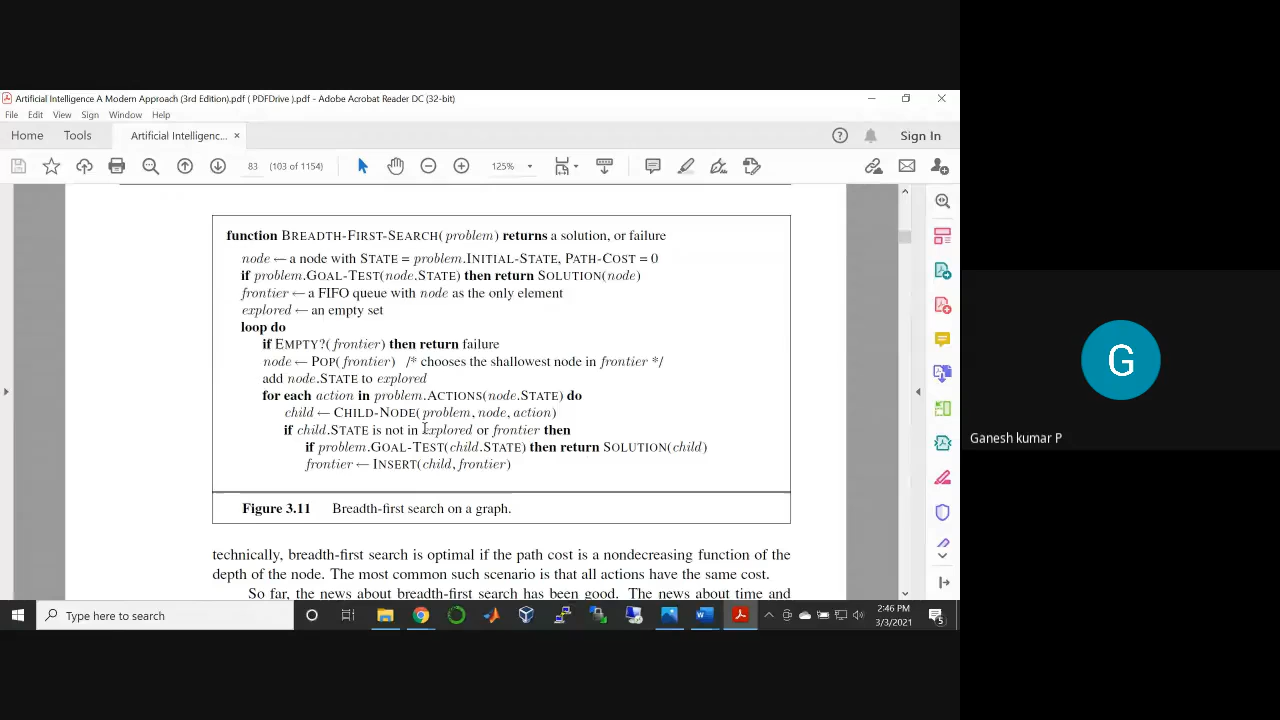 Artificial Intelligence A Modern Approach (3rd Edition).pdf ( PDFDrive ).pdf - Adobe Acrobat Reader DC (32-bit)
File Edit View Sign Window Help
Home Tools Artificial Intelligenc... × Sign In
83 (103 of 1154) 125%
function BREADTH-FIRST-SEARCH(problem) returns a solution, or failure
node ← a node with STATE = problem.INITIAL-STATE, PATH-COST = 0
if problem.GOAL-TEST(node.STATE) then return SOLUTION(node)
frontier ← a FIFO queue with node as the only element
explored ← an empty set
loop do
if EMPTY?(frontier) then return failure
node ← POP(frontier) /* chooses the shallowest node in frontier */
add node.STATE to explored
for each action in problem.ACTIONS(node.STATE) do
child ← CHILD-NODE(problem, node, action)
if child.STATE is not in explored or frontier then
if problem.GOAL-TEST(child.STATE) then return SOLUTION(child)
frontier ← INSERT(child, frontier)
Figure 3.11 Breadth-first search on a graph.
technically, breadth-first search is optimal if the path cost is a nondecreasing function of the
depth of the node. The most common such scenario is that all actions have the same cost.
So far, the news about breadth-first search has been good. The news about time and
Type here to search
2:46 PM
3/3/2021
5
G
Ganesh kumar P